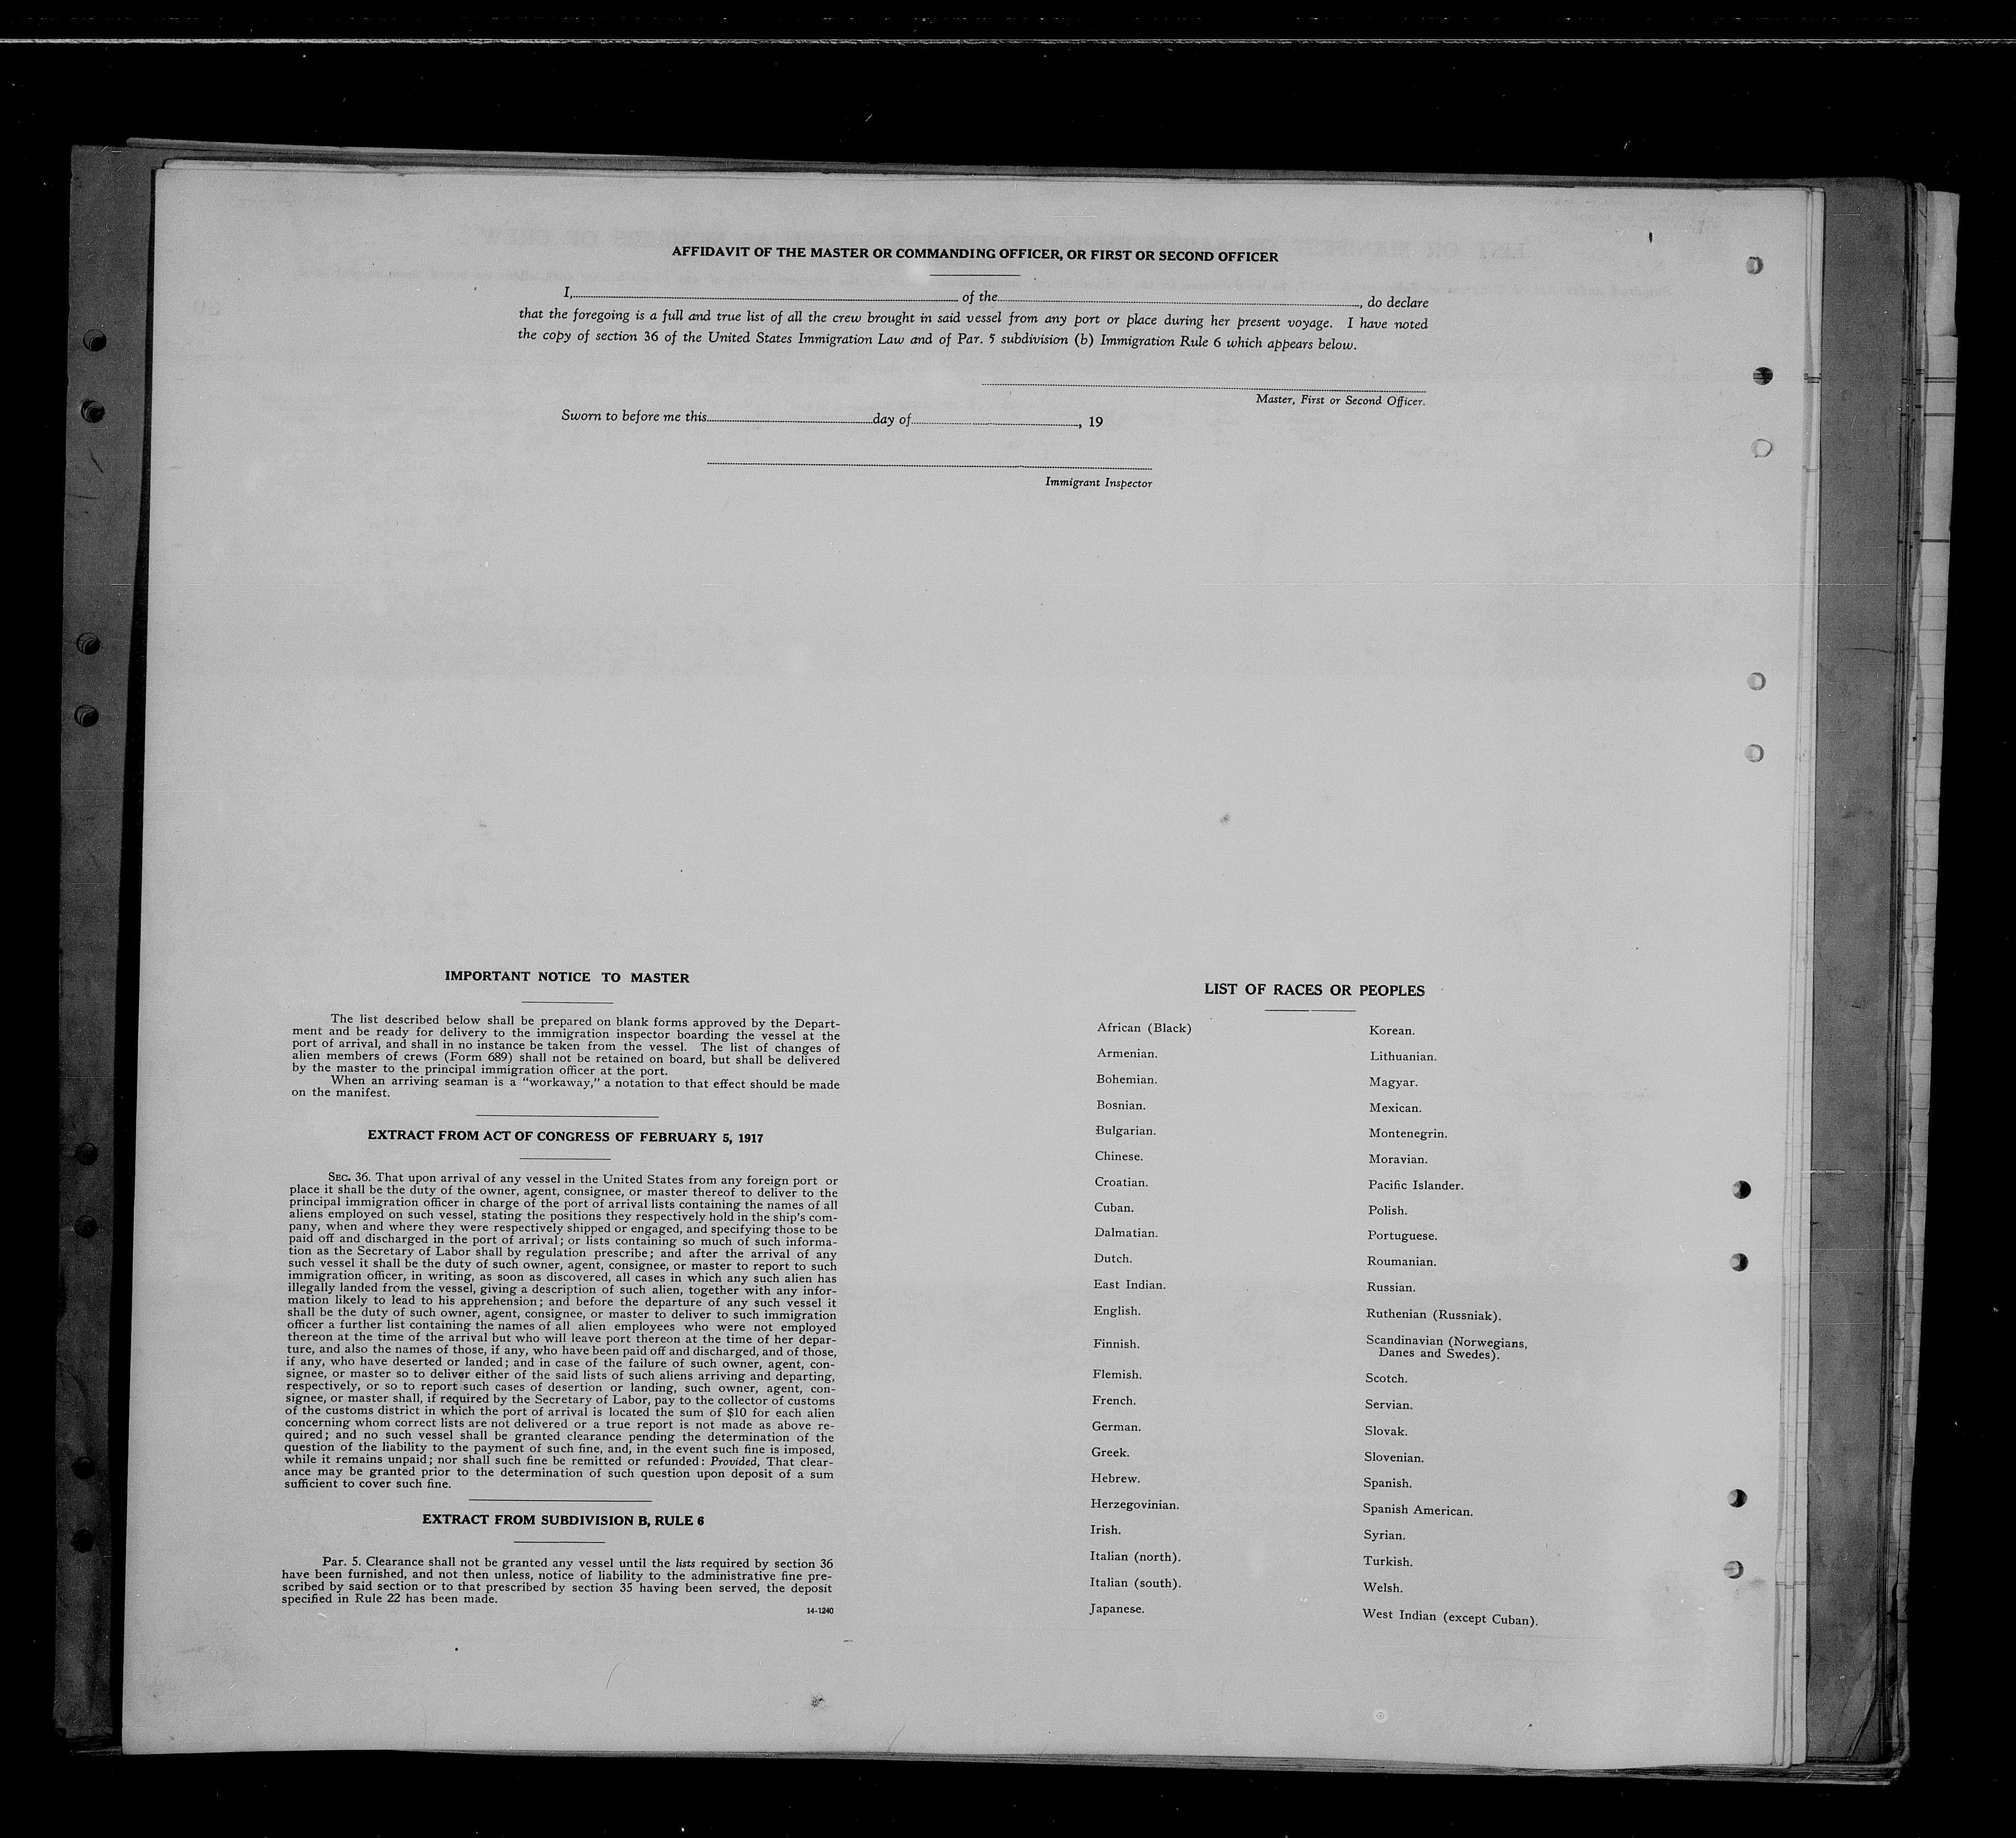 AFFIDAVIT OF THE MASTER OR COMMANDING OFFICER, OR FIRST OR SECOND OFFICER
I, of the , do declare
that the foregoing is a full and true list of all the crew brought in said vessel from any port or place during her present voyage. I have noted
the copy of section 36 of the United States Immigration Law and of Par. 5 subdivision (b) Immigration Rule 6 which appears below.
Master, First or Second Officer.
Sworn to before me this day of , 19
Immigrant Inspector
IMPORTANT NOTICE TO MASTER
The list described below shall be prepared on blank forms approved by the Depart-
ment and be ready for delivery to the immigration inspector boarding the vessel at the
port of arrival, and shall in no instance be taken from the vessel. The list of changes of
alien members of crews (Form 689) shall not be retained on board, but shall be delivered
by the master to the principal immigration officer at the port.
When an arriving seaman is a "workaway," a notation to that effect should be made
on the manifest.
EXTRACT FROM ACT OF CONGRESS OF FEBRUARY 5, 1917
SEC. 36. That upon arrival of any vessel in the United States from any foreign port or
place it shall be the duty of the owner, agent, consignee, or master thereof to deliver to the
principal immigration officer in charge of the port of arrival lists containing the names of all
aliens employed on such vessel, stating the positions they respectively hold in the ship's com-
pany, when and where they were respectively shipped or engaged, and specifying those to be
paid off and discharged in the port of arrival; or lists containing so much of such informa-
tion as the Secretary of Labor shall by regulation prescribe; and after the arrival of any
such vessel it shall be the duty of such owner, agent, consignee, or master to report to such
immigration officer, in writing, as soon as discovered, all cases in which any such alien has
illegally landed from the vessel, giving a description of such alien, together with any infor-
mation likely to lead to his apprehension; and before the departure of any such vessel it
shall be the duty of such owner, agent, consignee, or master to deliver to such immigration
officer a further list containing the names of all alien employees who were not employed
thereon at the time of the arrival but who will leave port thereon at the time of her depar-
ture, and also the names of those, if any, who have been paid off and discharged, and of those,
if any, who have deserted or landed; and in case of the failure of such owner, agent, con-
signee, or master so to deliver either of the said lists of such aliens arriving and departing,
respectively, or so to report such cases of desertion or landing, such owner, agent, con-
signee, or master shall, if required by the Secretary of Labor, pay to the collector of customs
of the customs district in which the port of arrival is located the sum of $10 for each alien
concerning whom correct lists are not delivered or a true report is not made as above re-
quired; and no such vessel shall be granted clearance pending the determination of the
question of the liability to the payment of such fine, and, in the event such fine is imposed,
while it remains unpaid; nor shall such fine be remitted or refunded: Provided, That clear-
ance may be granted prior to the determination of such question upon deposit of a sum
sufficient to cover such fine.
EXTRACT FROM SUBDIVISION B, RULE 6
Par. 5. Clearance shall not be granted any vessel until the lists required by section 36
have been furnished, and not then unless, notice of liability to the administrative fine pre-
scribed by said section or to that prescribed by section 35 having been served, the deposit
specified in Rule 22 has been made.
14-1240
LIST OF RACES OR PEOPLES
African (Black)
Armenian.
Bohemian.
Bosnian.
Bulgarian.
Chinese.
Croatian.
Cuban.
Dalmatian.
Dutch.
East Indian.
English.
Finnish.
Flemish.
French.
German.
Greek.
Hebrew.
Herzegovinian.
Irish.
Italian (north).
Italian (south).
Japanese.
Korean.
Lithuanian.
Magyar.
Mexican.
Montenegrin.
Moravian.
Pacific Islander.
Polish.
Portuguese.
Roumanian.
Russian.
Ruthenian (Russniak).
Scandinavian (Norwegians,
Danes and Swedes).
Scotch.
Servian.
Slovak.
Slovenian.
Spanish.
Spanish American.
Syrian.
Turkish.
Welsh.
West Indian (except Cuban).